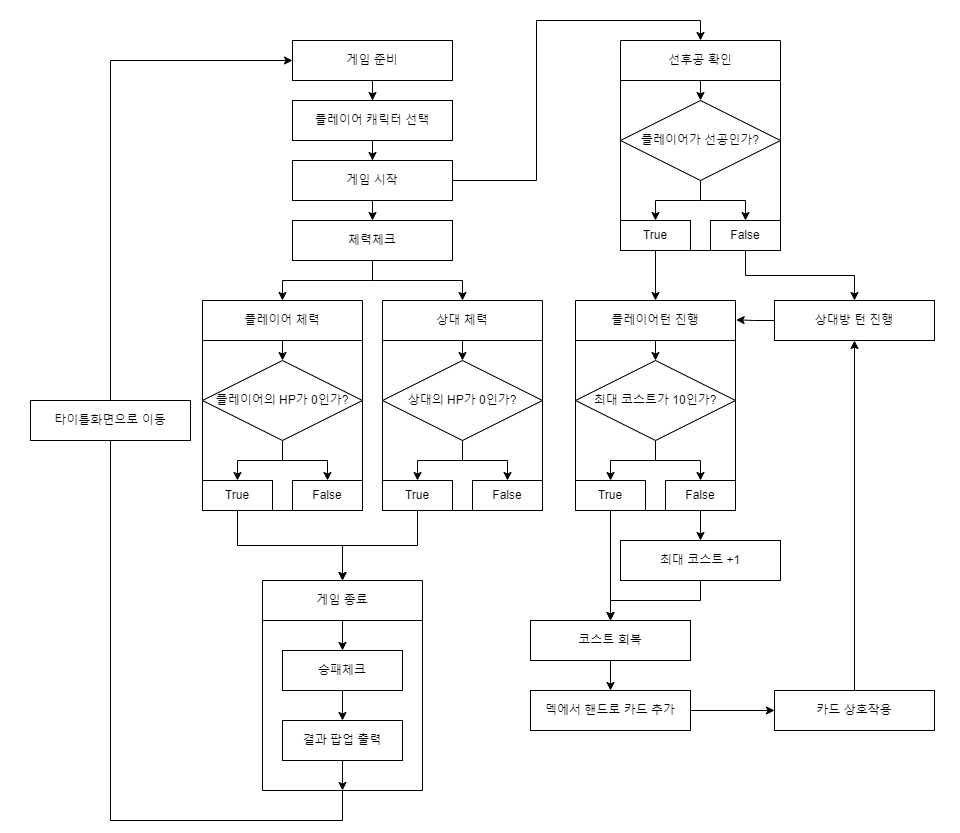 게임 준비
플레이어 캐릭터 선택
게임 시작
체력체크
플레이어 체력
플레이어의 HP가 0인가?
True
False
상대 체력
상대의 HP가 0인가?
True
False
게임 종료
승패체크
결과 팝업 출력
타이틀화면으로 이동
선후공 확인
플레이어가 선공인가?
True
False
플레이어턴 진행
최대 코스트가 10인가?
True
False
상대방 턴 진행
최대 코스트 +1
코스트 회복
덱에서 핸드로 카드 추가
카드 상호작용